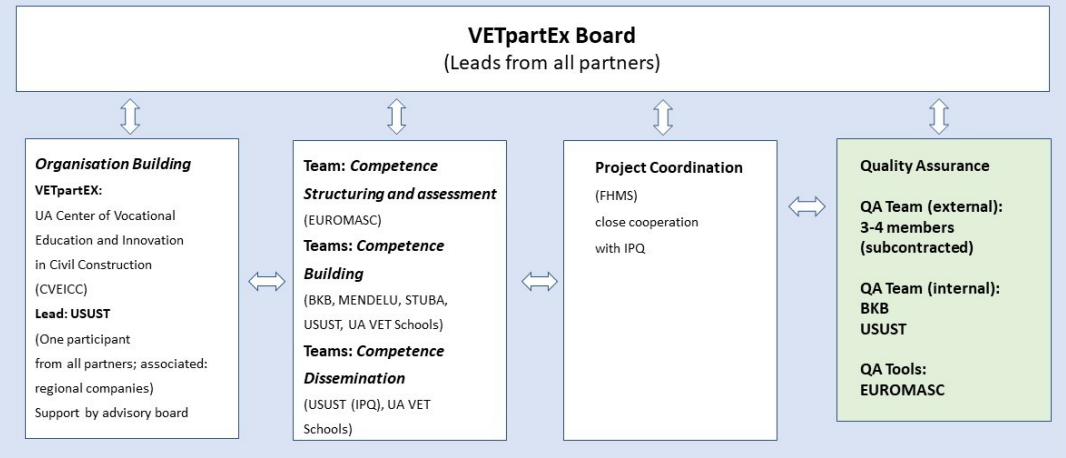 VETpartEx Board
(Leads from all partners)
Organisation Building
VETpartEX:
UA Center of Vocational
Education and Innovation
in Civil Construction
(CVEICC)
Lead: USUST
(One participant
from all partners; associated:
regional companies)
Support by advisory board
Team: Competence
Structuring and assessment
(EUROMASC)
Teams: Competence
Building
(BKB, MENDELU, STUBA,
USUST, UA VET Schools)
Teams: Competence
Dissemination
(USUST (IPQ), UA VET
Schools)
Project Coordination
(FHMS)
close cooperation
with IPQ
Quality Assurance
QA Team (external):
3-4 members
(subcontracted)
QA Team (internal):
BKB
USUST
QA Tools:
EUROMASC